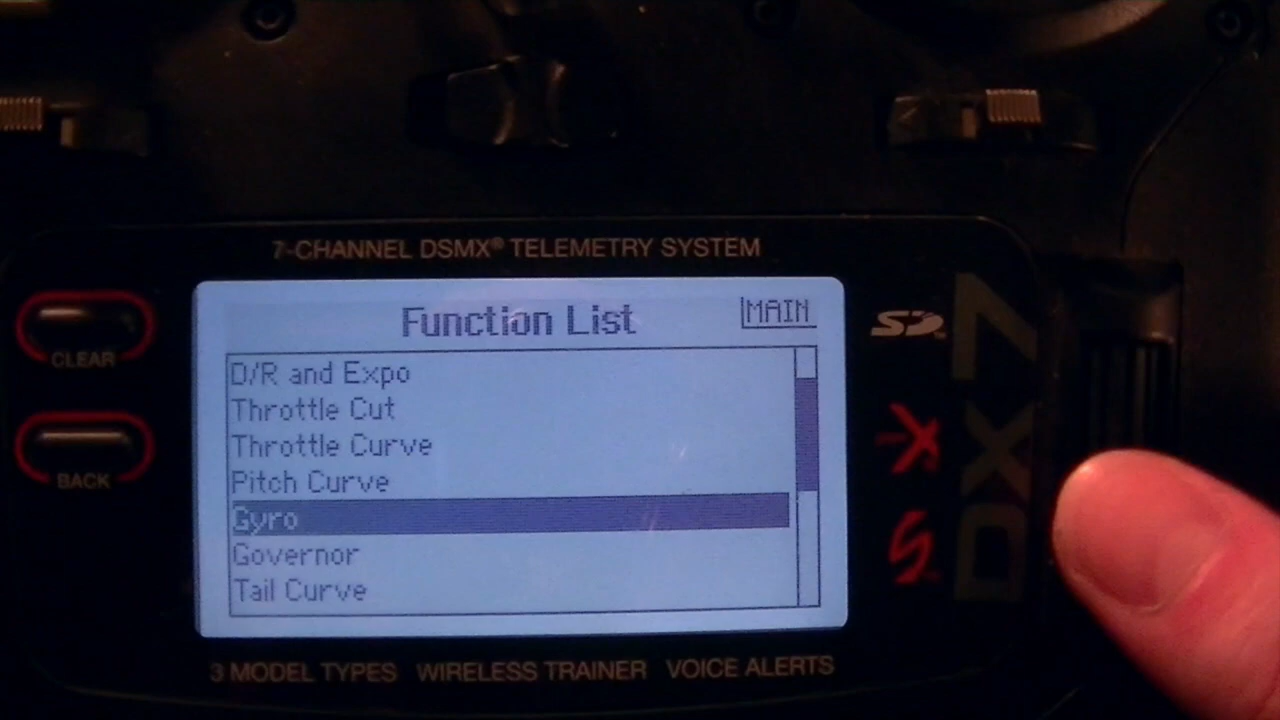 7-CHANNEL DSMX® TELEMETRY SYSTEM
Function List
MAIN
D/R and Expo
Throttle Cut
Throttle Curve
Pitch Curve
Gyro
Governor
Tail Curve
CLEAR
BACK
SD
DX7
3 MODEL TYPES WIRELESS TRAINER VOICE ALERTS